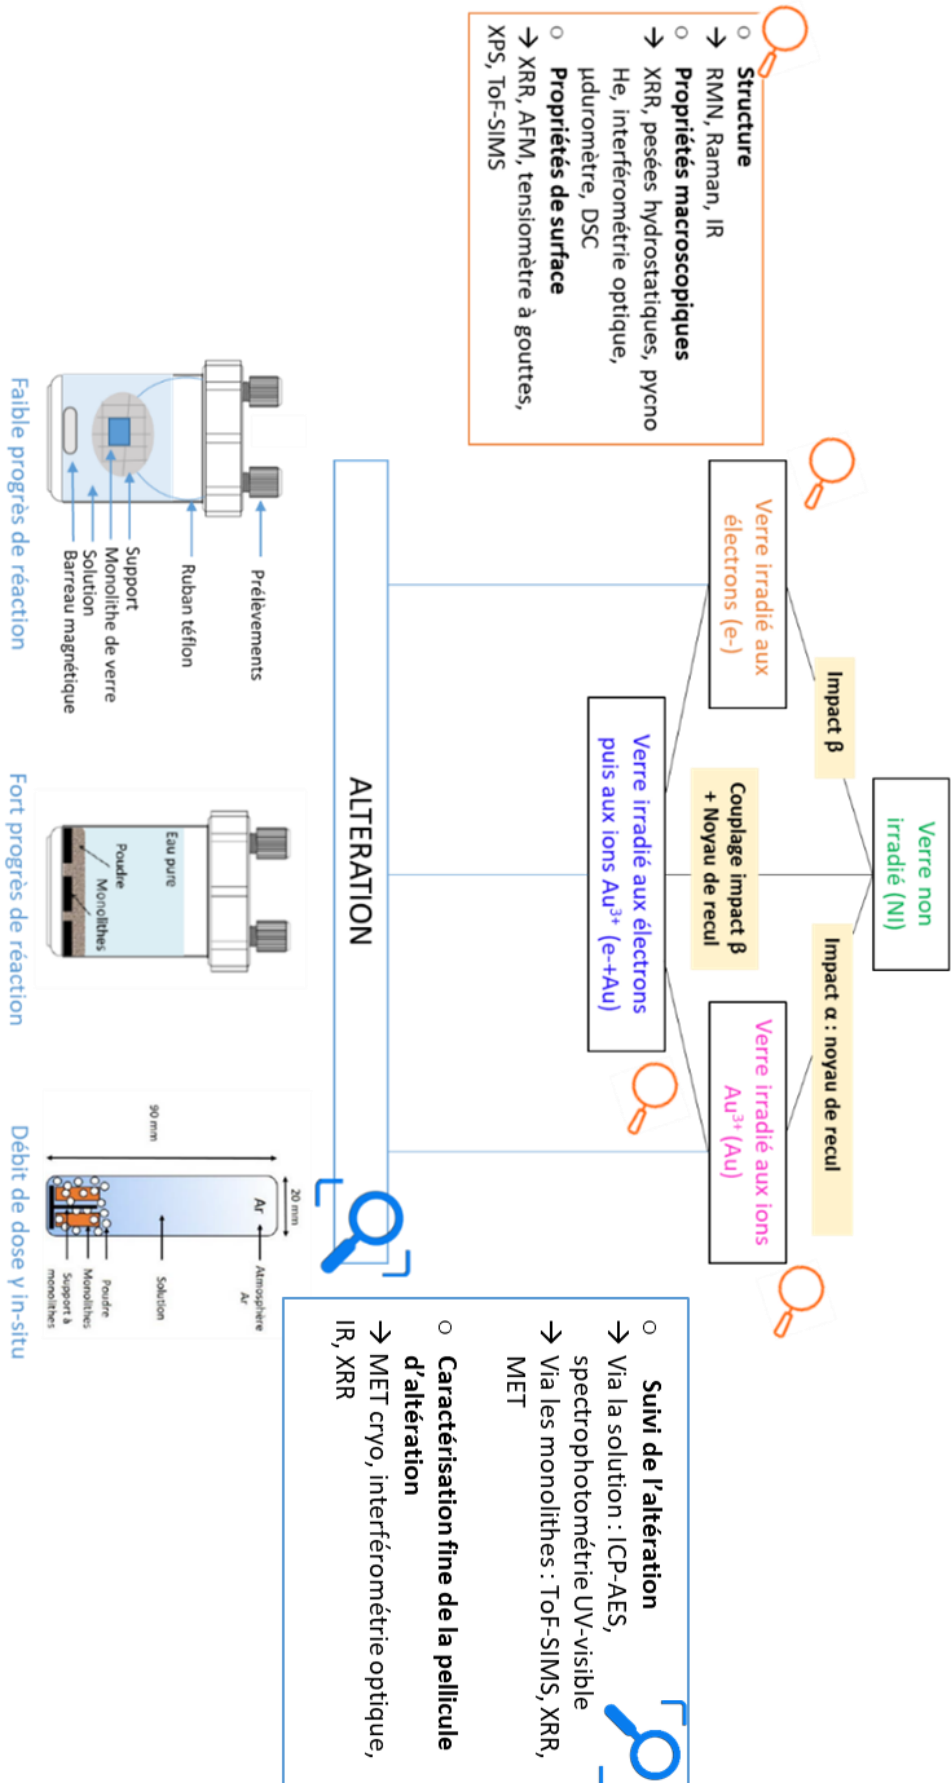 Verre non
irradié (NI)
Impact β
Impact α : noyau de recul
Verre irradié aux
électrons (e-)
Couplage impact β
+ Noyau de recul
Verre irradié aux ions
Au³⁺ (Au)
Verre irradié aux électrons
puis aux ions Au³⁺ (e-+Au)
○ Structure
→ RMN, Raman, IR
○ Propriétés macroscopiques
→ XRR, pesées hydrostatiques, pycno
He, interférométrie optique,
μduromètre, DSC
○ Propriétés de surface
→ XRR, AFM, tensiomètre à gouttes,
XPS, ToF-SIMS
ALTERATION
○ Suivi de l'altération
→ Via la solution : ICP-AES,
spectrophotométrie UV-visible
→ Via les monolithes : ToF-SIMS, XRR,
MET
○ Caractérisation fine de la pellicule
d'altération
→ MET cryo, interférométrie optique,
IR, XRR
Prélèvements
Ruban téflon
Support
Monolithe de verre
Solution
Barreau magnétique
Faible progrès de réaction
Eau pure
Poudre
Monolithes
Fort progrès de réaction
20 mm
90 mm
Ar
Atmosphère
Ar
Solution
Poudre
Monolithes
Support à
monolithes
Débit de dose γ in-situ